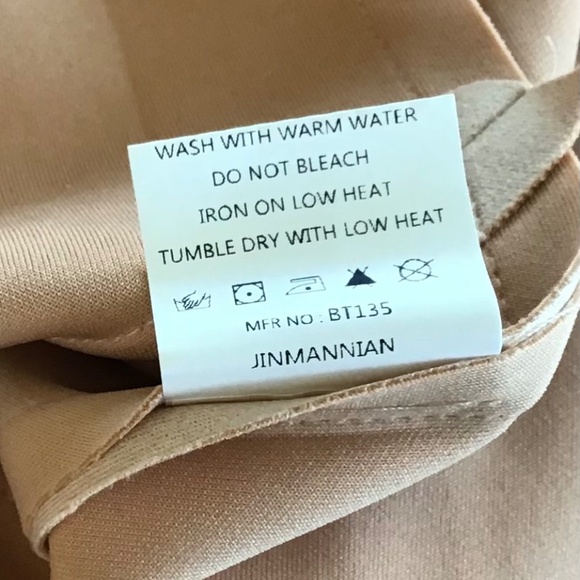 WASH WITH WARM WATER
DO NOT BLEACH
IRON ON LOW HEAT
TUMBLE DRY WITH LOW HEAT
MFR NO : BT135
JINMANNIAN